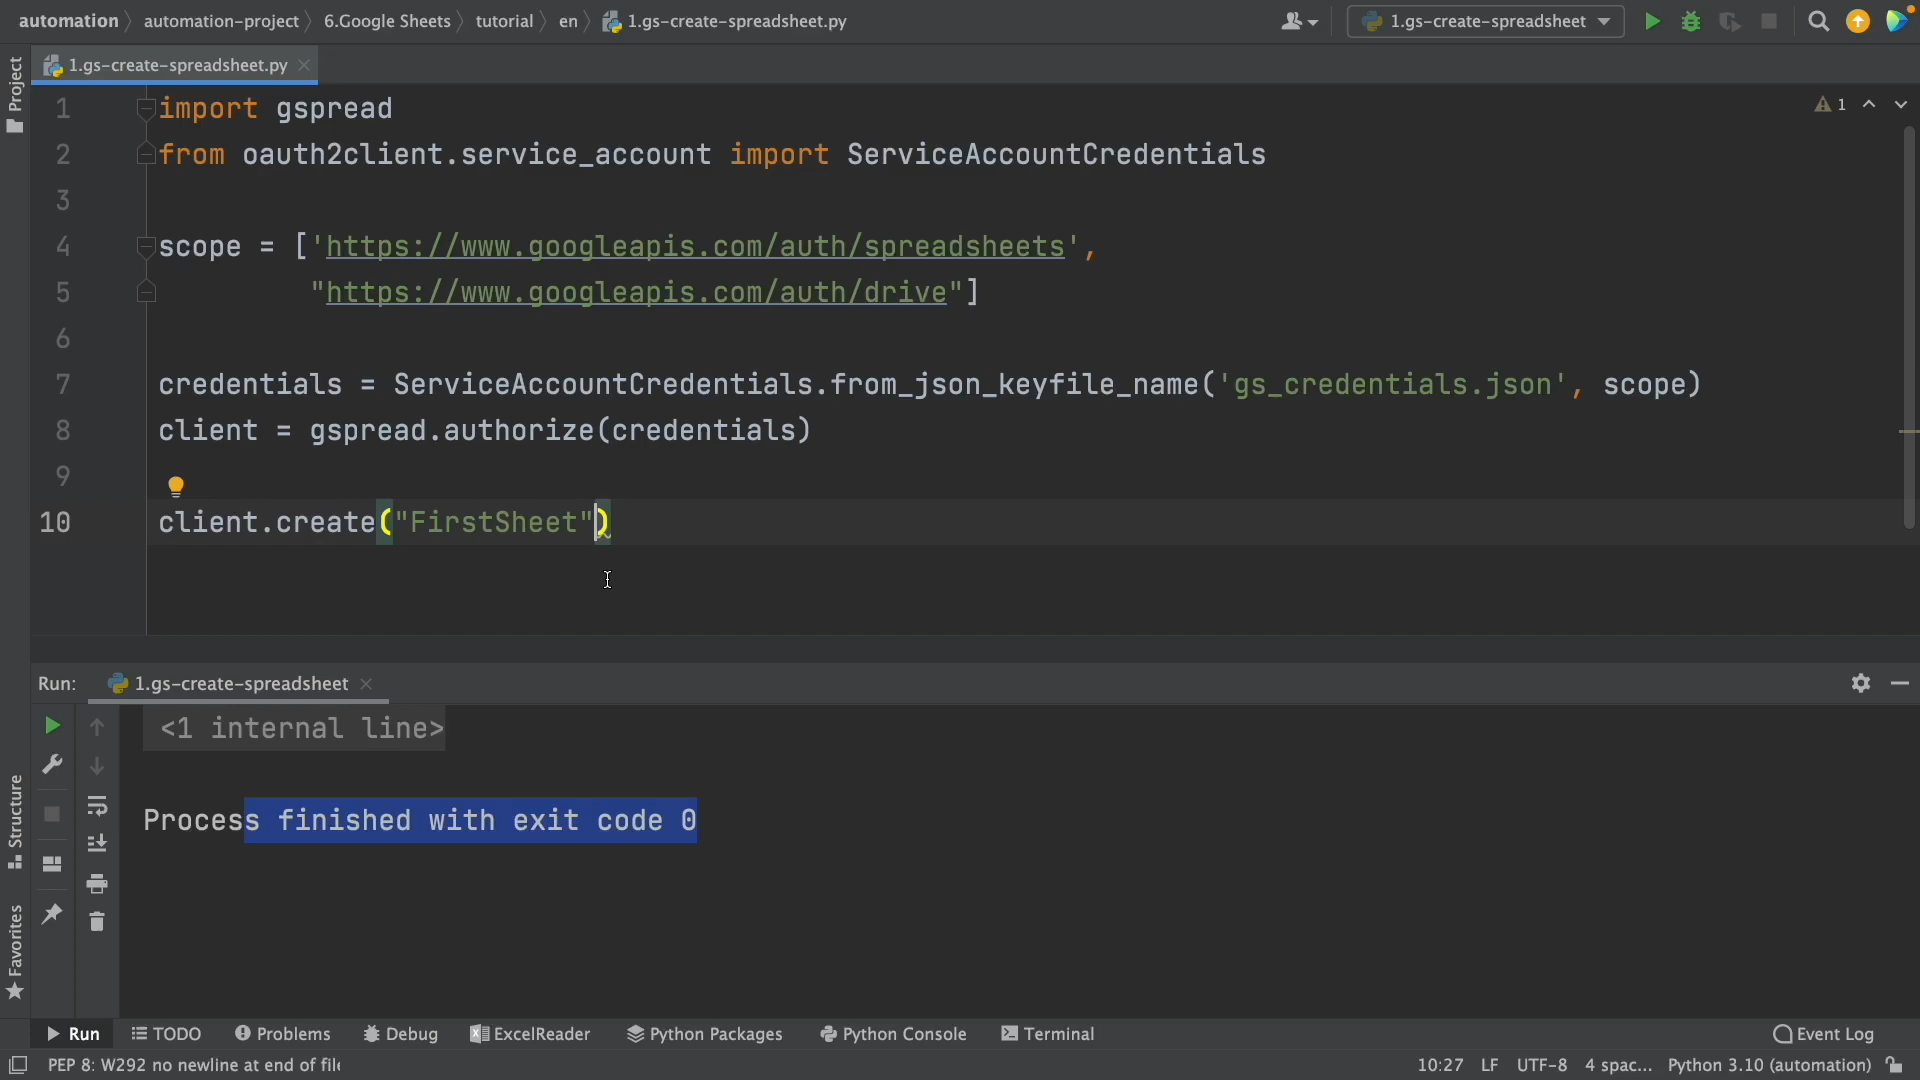 automation automation-project 6.Google Sheets tutorial en 1.gs-create-spreadsheet.py 1.gs-create-spreadsheet
1.gs-create-spreadsheet.py
Project
1 import gspread
1
2 from oauth2client.service_account import ServiceAccountCredentials
3
4 scope = ['https://www.googleapis.com/auth/spreadsheets',
5 "https://www.googleapis.com/auth/drive"]
6
7 credentials = ServiceAccountCredentials.from_json_keyfile_name('gs_credentials.json', scope)
8 client = gspread.authorize(credentials)
9
10 client.create("FirstSheet")
Run: 1.gs-create-spreadsheet
<1 internal line>
Process finished with exit code 0
Structure
Favorites
Run TODO Problems Debug ExcelReader Python Packages Python Console Terminal Event Log
PEP 8: W292 no newline at end of file 10:27 LF UTF-8 4 spac... Python 3.10 (automation)